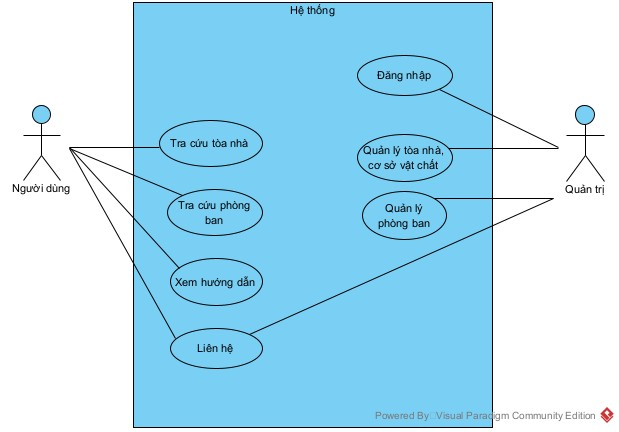 Hệ thống
Đăng nhập
Tra cứu tòa nhà
Quản lý tòa nhà,
cơ sở vật chất
Người dùng
Quản trị
Tra cứu phòng
ban
Quản lý
phòng ban
Xem hướng dẫn
Liên hệ
Powered By Visual Paradigm Community Edition